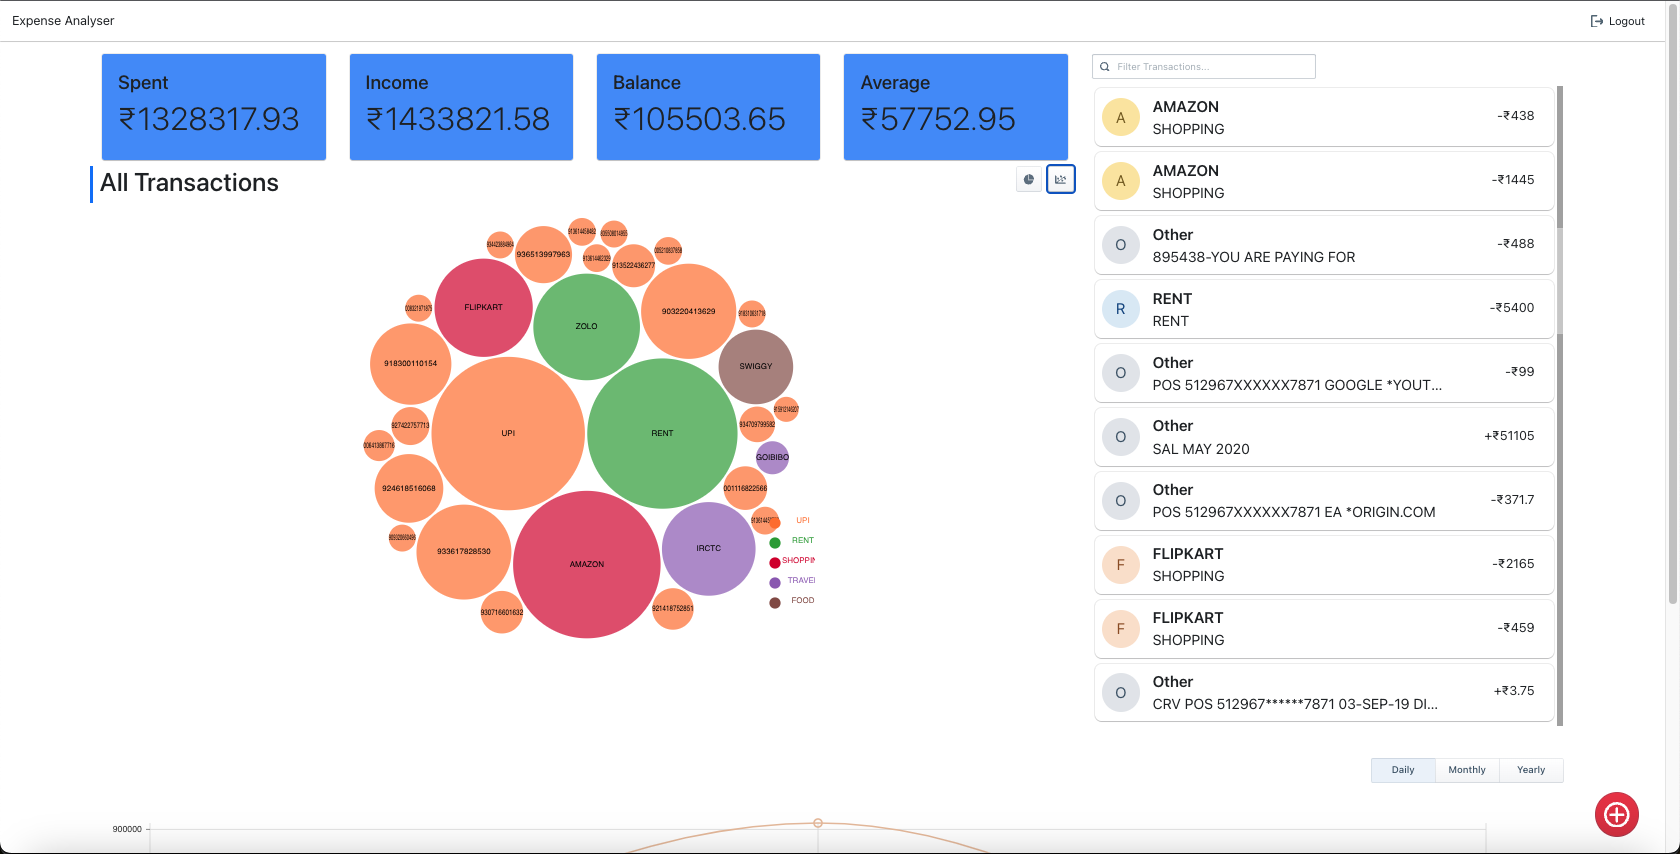 Expense Analyser
Logout
Spent
₹1328317.93
Income
₹1433821.58
Balance
₹105503.65
Average
₹57752.95
Filter Transactions...
All Transactions
936513997963
913522436277
FLIPKART
ZOLO
903220413629
918300110154
SWIGGY
927422757713
934709799582
UPI
RENT
GOIBIBO
924618516068
001116822566
933617828530
AMAZON
IRCTC
930716601632
921418752851
UPI
RENT
SHOPPIN
TRAVEL
FOOD
A
AMAZON
SHOPPING
-₹438
A
AMAZON
SHOPPING
-₹1445
O
Other
895438-YOU ARE PAYING FOR
-₹488
R
RENT
RENT
-₹5400
O
Other
POS 512967XXXXXX7871 GOOGLE *YOUT...
-₹99
O
Other
SAL MAY 2020
+₹51105
O
Other
POS 512967XXXXXX7871 EA *ORIGIN.COM
-₹371.7
F
FLIPKART
SHOPPING
-₹2165
F
FLIPKART
SHOPPING
-₹459
O
Other
CRV POS 512967******7871 03-SEP-19 DI...
+₹3.75
Daily
Monthly
Yearly
900000